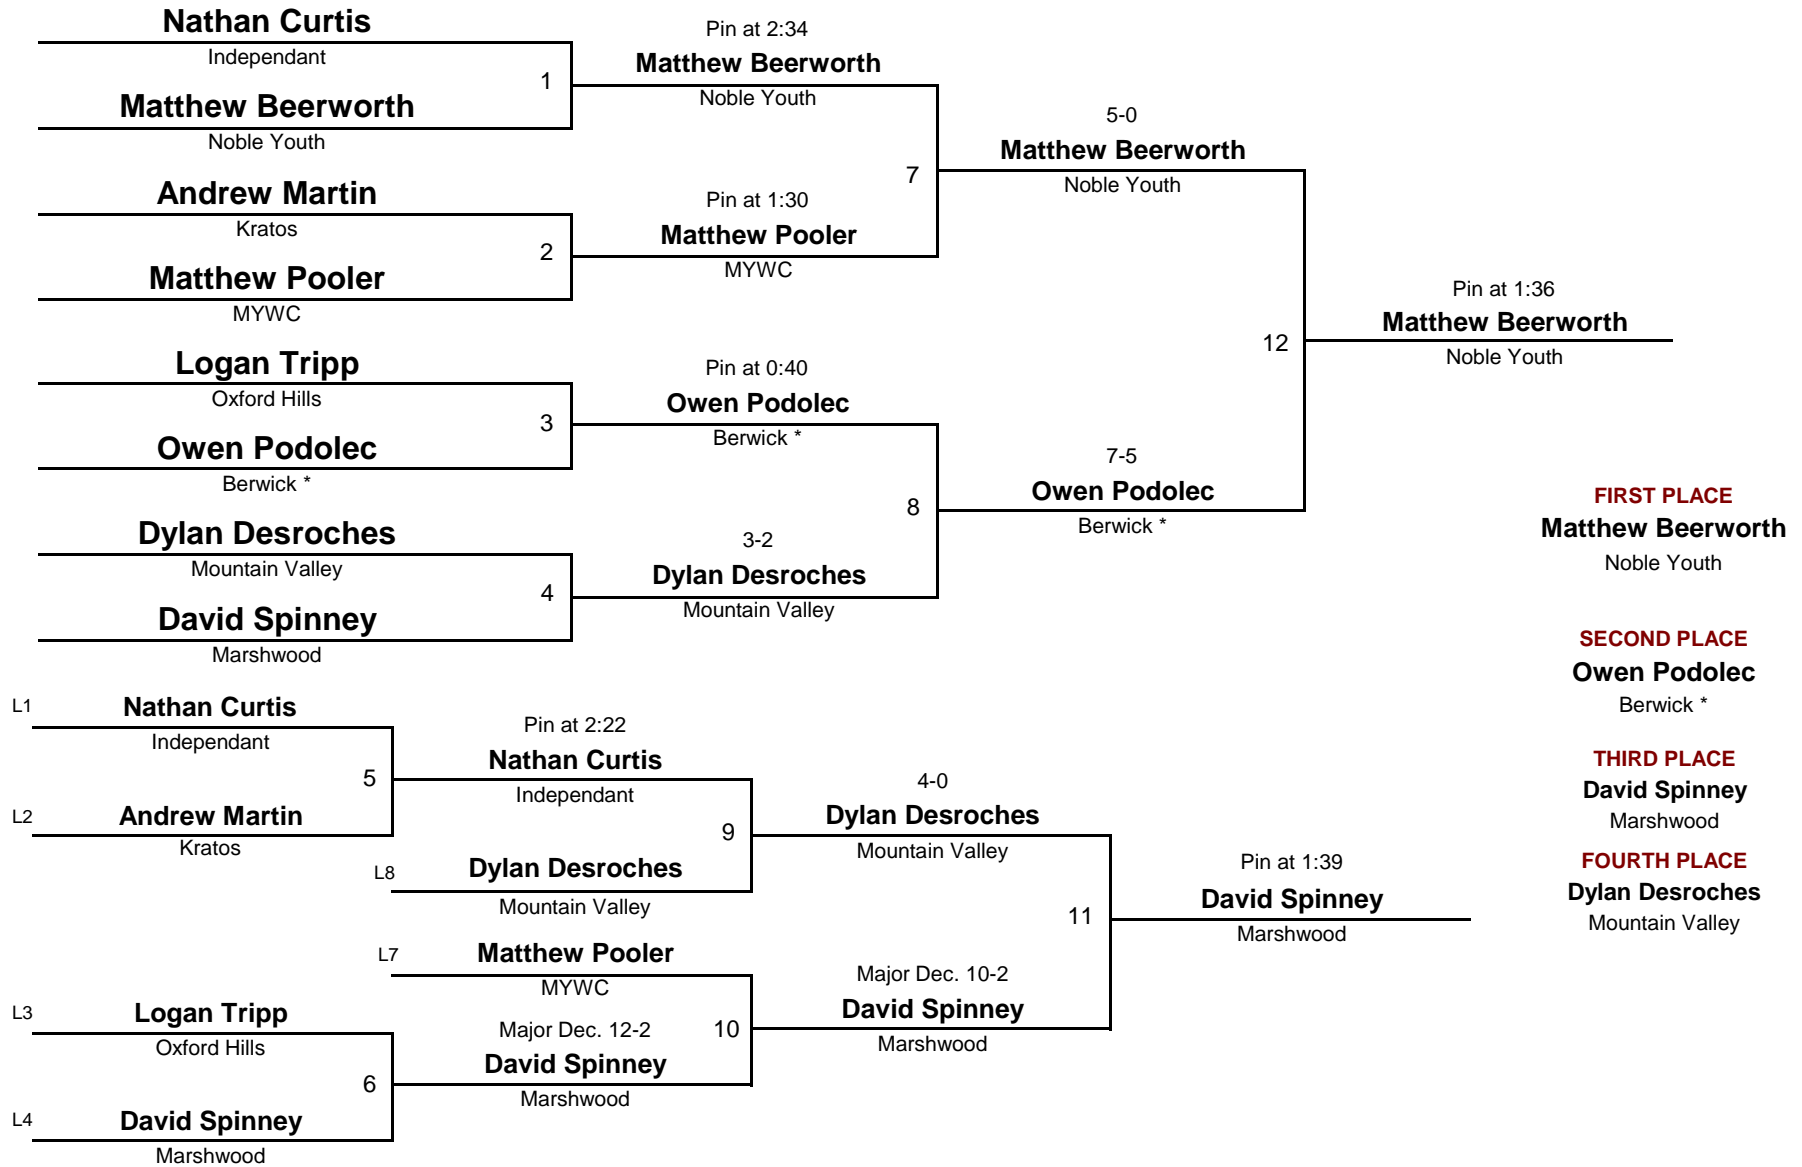 Nathan Curtis
Independant
1
Matthew Beerworth
Noble Youth
Andrew Martin
Kratos
2
Matthew Pooler
MYWC
Logan Tripp
Oxford Hills
3
Owen Podolec
Berwick *
Dylan Desroches
Mountain Valley
4
David Spinney
Marshwood
Pin at 2:34
Matthew Beerworth
Noble Youth
7
Pin at 1:30
Matthew Pooler
MYWC
Pin at 0:40
Owen Podolec
Berwick *
8
3-2
Dylan Desroches
Mountain Valley
5-0
Matthew Beerworth
Noble Youth
12
7-5
Owen Podolec
Berwick *
Pin at 1:36
Matthew Beerworth
Noble Youth
FIRST PLACE
Matthew Beerworth
Noble Youth
SECOND PLACE
Owen Podolec
Berwick *
THIRD PLACE
David Spinney
Marshwood
FOURTH PLACE
Dylan Desroches
Mountain Valley
L1 Nathan Curtis
Independant
5
L2 Andrew Martin
Kratos
L3 Logan Tripp
Oxford Hills
6
L4 David Spinney
Marshwood
Pin at 2:22
Nathan Curtis
Independant
9
L8 Dylan Desroches
Mountain Valley
L7 Matthew Pooler
MYWC
10
Major Dec. 12-2
David Spinney
Marshwood
4-0
Dylan Desroches
Mountain Valley
11
Major Dec. 10-2
David Spinney
Marshwood
Pin at 1:39
David Spinney
Marshwood